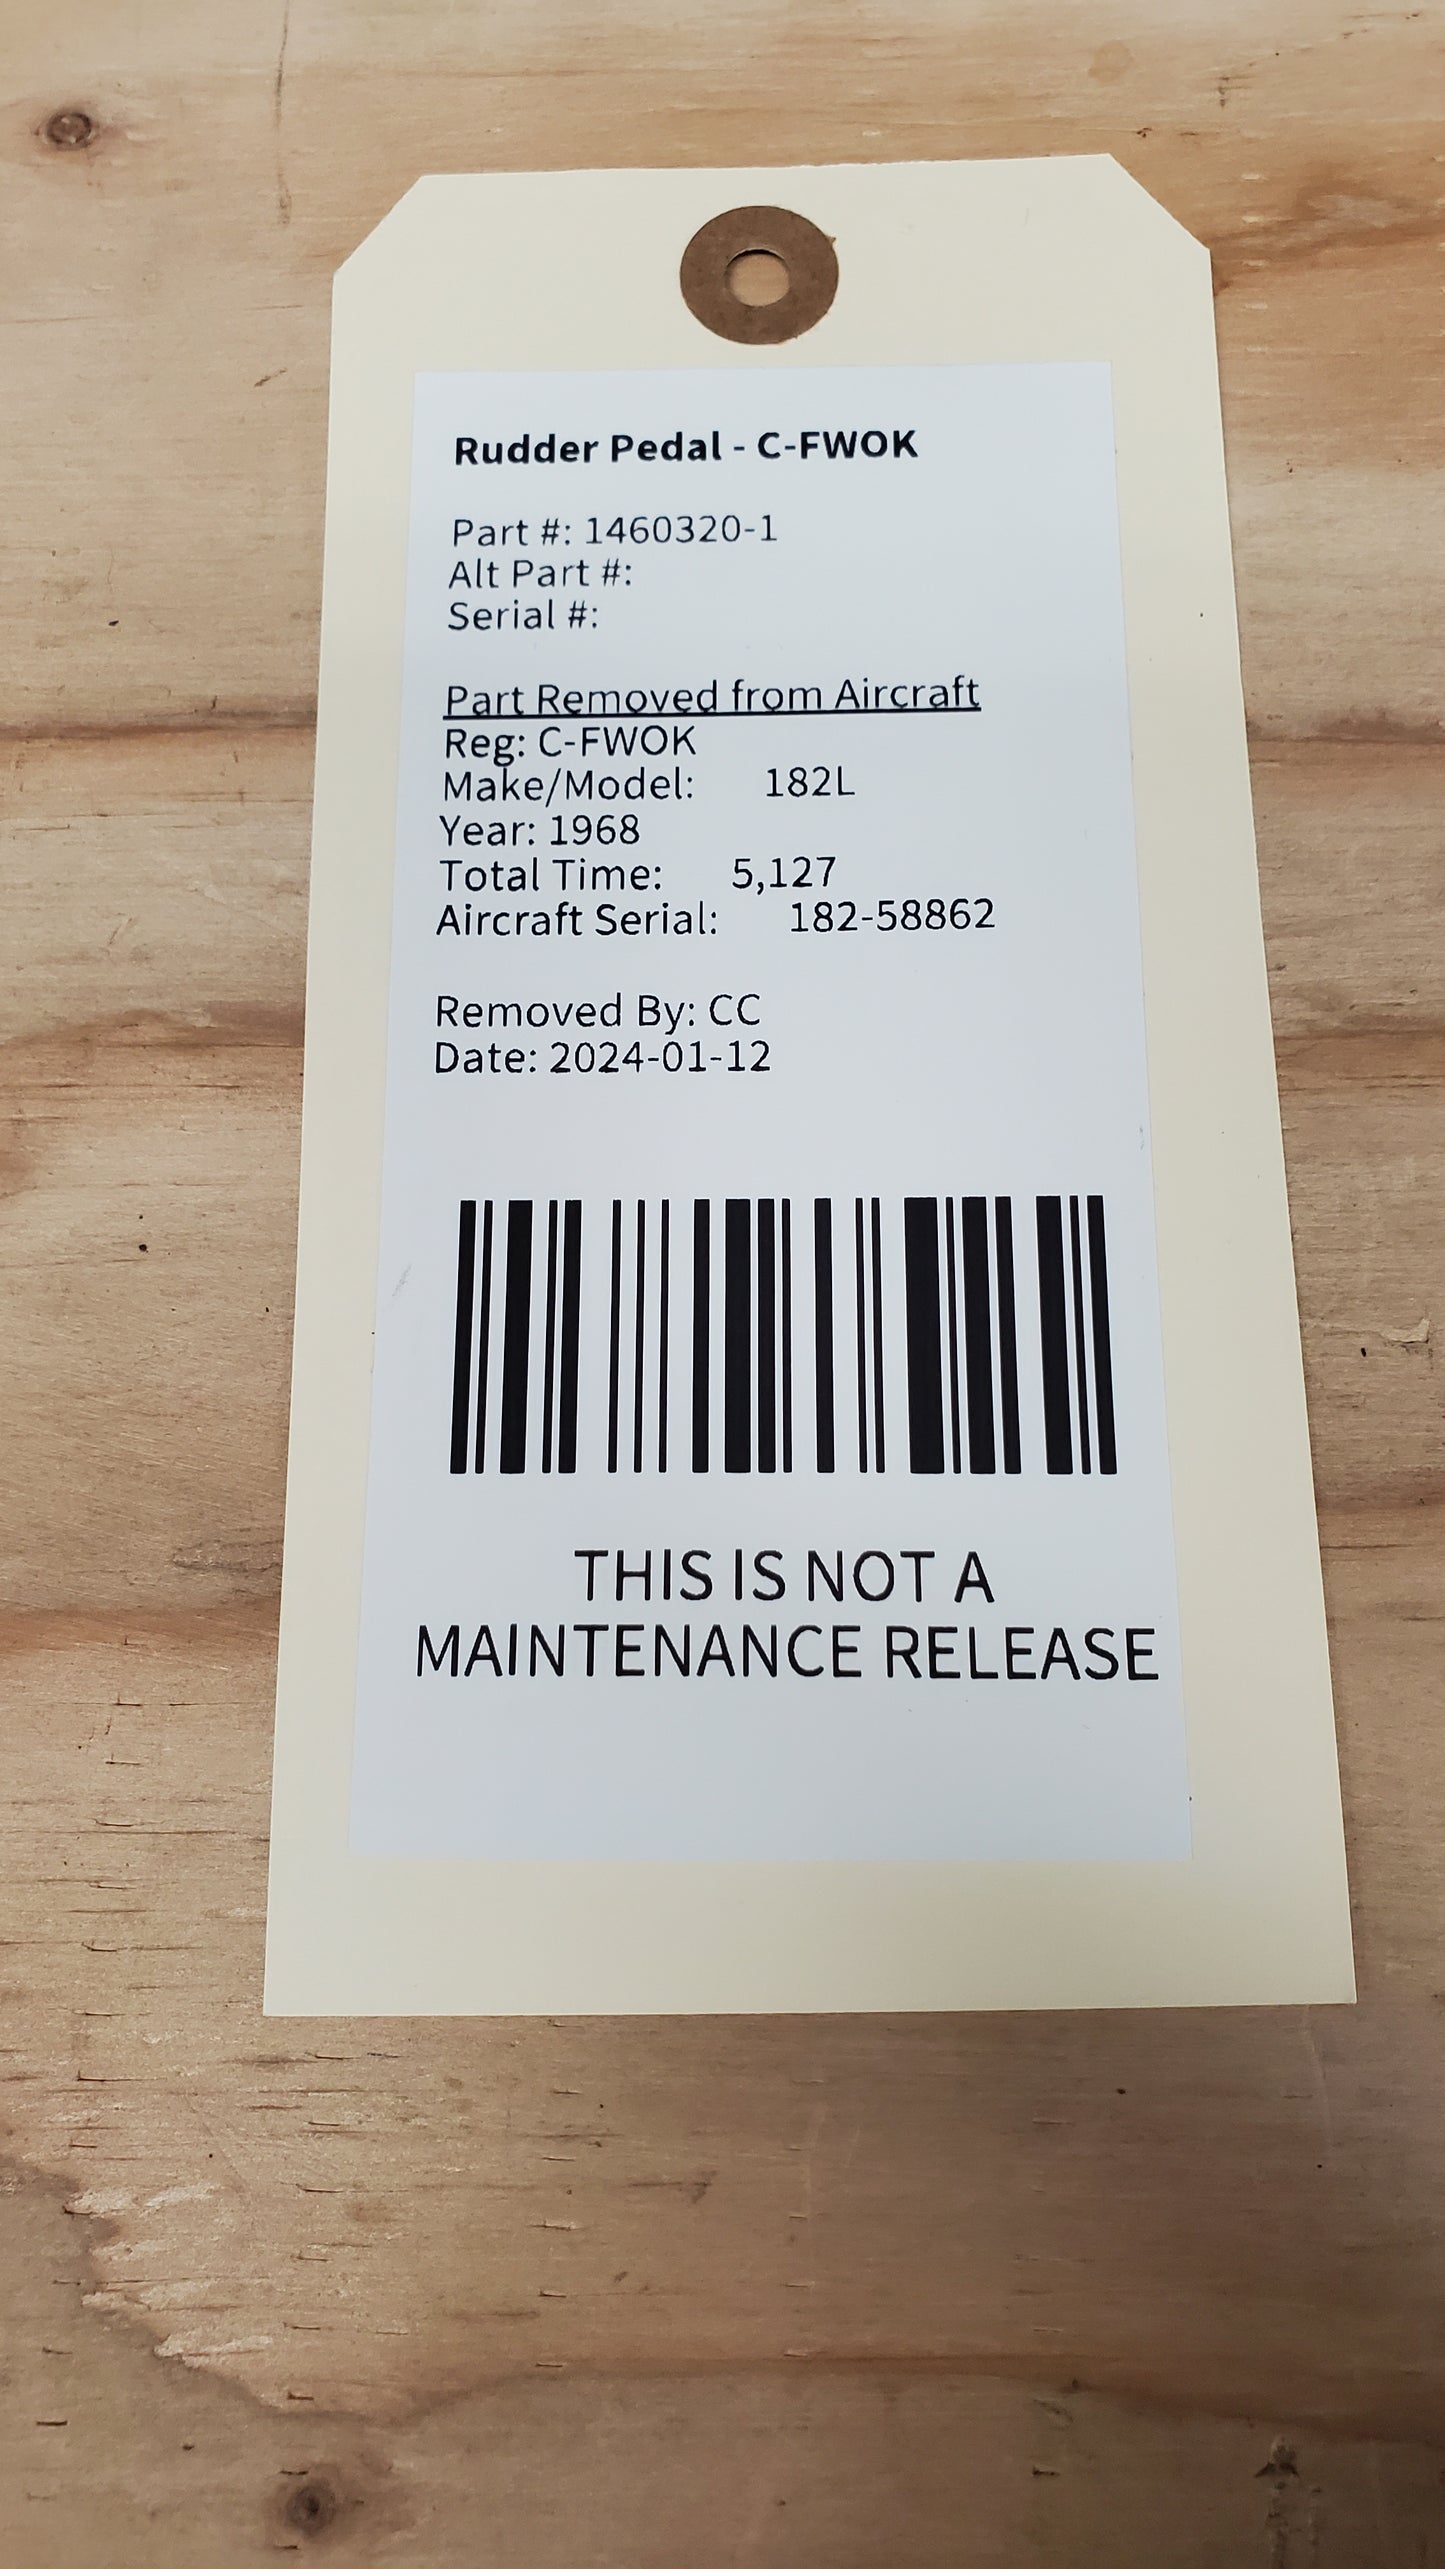 Rudder Pedal - C-FWOK
Part #: 1460320-1
Alt Part #:
Serial #:
Part Removed from Aircraft
Reg: C-FWOK
Make/Model: 182L
Year: 1968
Total Time: 5,127
Aircraft Serial: 182-58862
Removed By: CC
Date: 2024-01-12
THIS IS NOT A
MAINTENANCE RELEASE